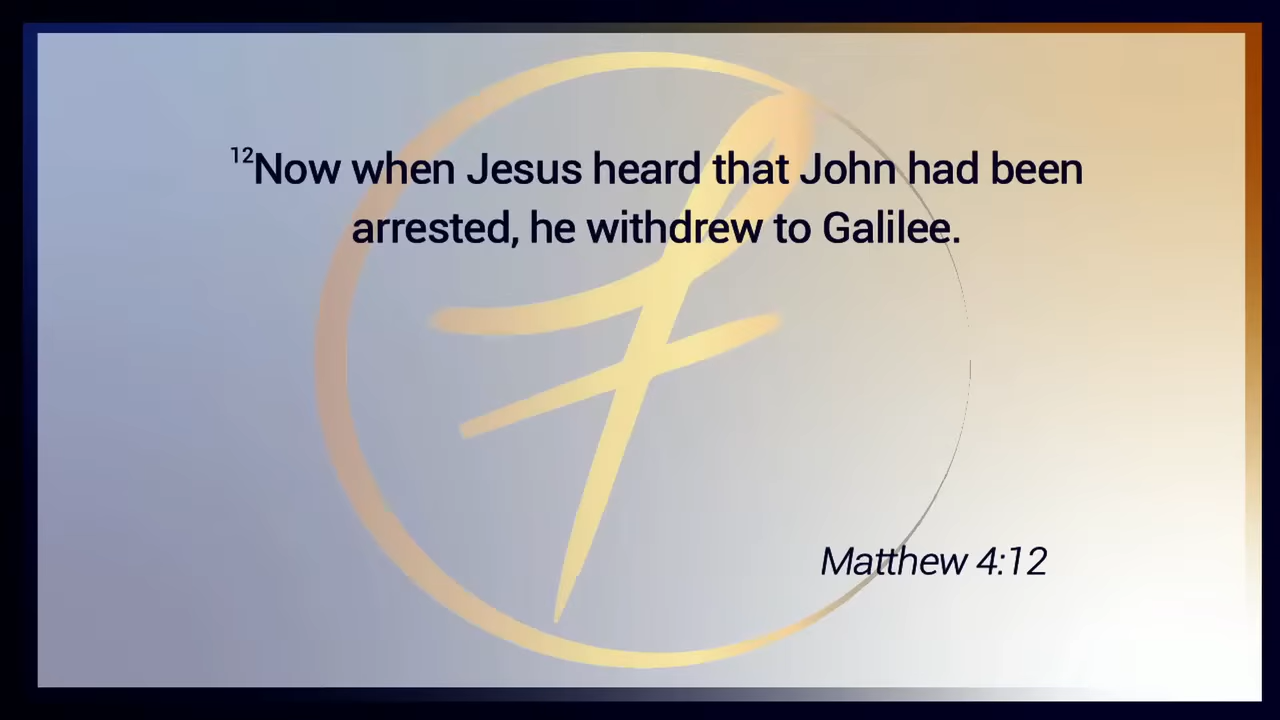 12Now when Jesus heard that John had been
arrested, he withdrew to Galilee.
Matthew 4:12